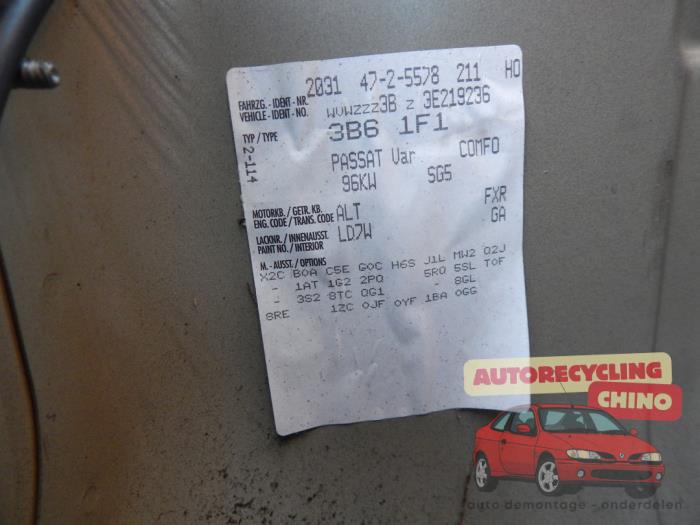 2031 47-2-5578 211 HO
FAHRZG.-IDENT-NR.
VEHICLE-IDENT-NO. WVWZZZ3B Z 3E219236
TYP / TYPE 3B6 1F1
2-114
PASSAT Var COMFO
96KW SG5
MOTORKB. / GETR. KB.
ENG. CODE / TRANS. CODE ALT FXR
LACKNR. / INNENAUSST.
PAINT NO. / INTERIOR LD7W GA
M.-AUSST. / OPTIONS
X2C B0A C5E G0C H6S J1L MW2 Q2J
- 1AT 1G2 2PQ 5RQ 5SL T0F
- 3S2 8TC QG1 - 8GL
8RE 1ZC 0JF 0YF 1BA 0GG
AUTORECYCLING
CHINO
auto demontage - onderdelen